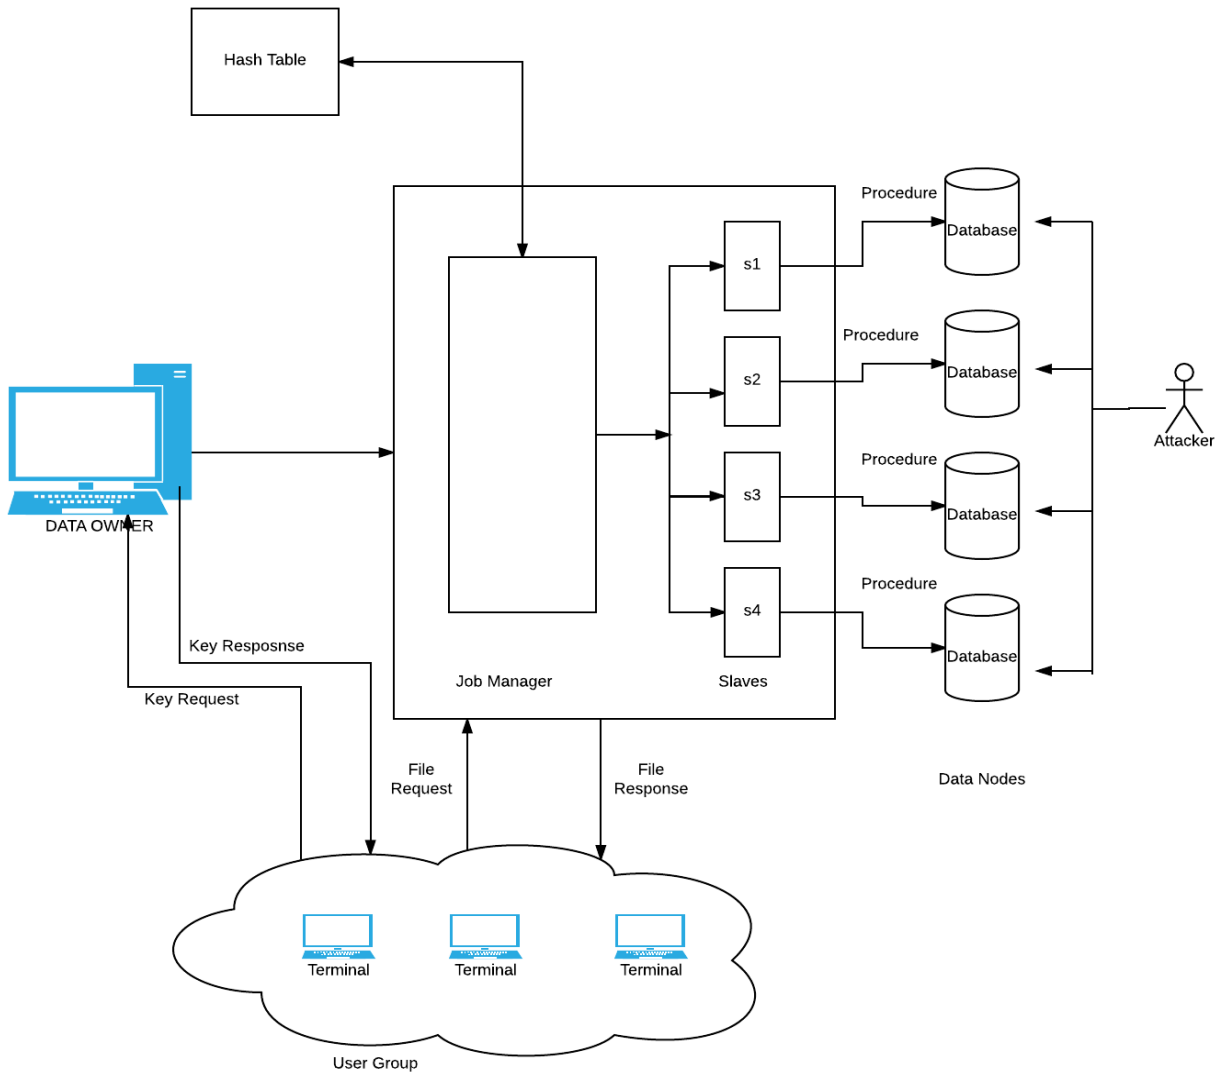 Hash Table
Procedure
Database
s1
Procedure
Database
s2
Attacker
Procedure
s3
Database
DATA OWNER
Procedure
s4
Database
Key Resposnse
Key Request
Job Manager
Slaves
File
Request
File
Response
Data Nodes
Terminal
Terminal
Terminal
User Group